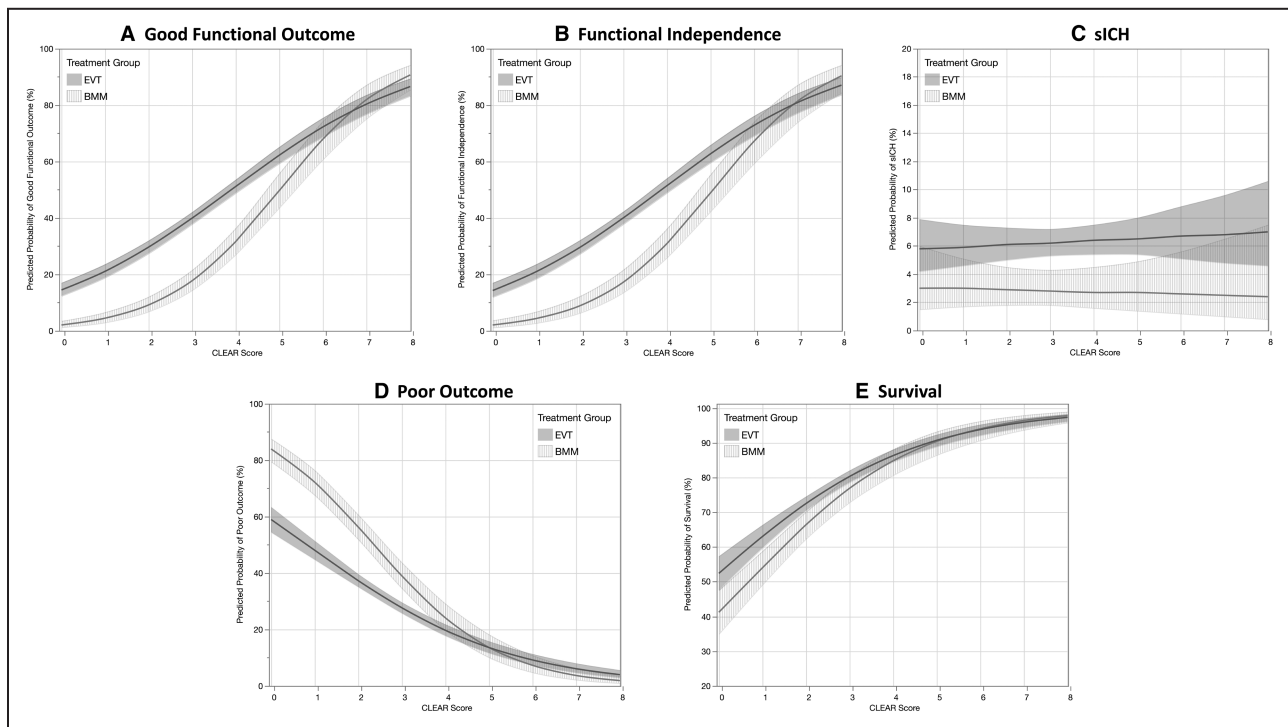 A Good Functional Outcome
Predicted Probability of Good Functional Outcome (%)
100
80
60
40
20
0
Treatment Group
EVT
BMM
0 1 2 3 4 5 6 7 8
CLEAR Score
B Functional Independence
Predicted Probability of Functional Independence (%)
100
80
60
40
20
0
Treatment Group
EVT
BMM
0 1 2 3 4 5 6 7 8
CLEAR Score
C sICH
Predicted Probability of sICH (%)
20
18
16
14
12
10
8
6
4
2
0
Treatment Group
EVT
BMM
0 1 2 3 4 5 6 7 8
CLEAR Score
D Poor Outcome
Predicted Probability of Poor Outcome (%)
100
80
60
40
20
0
Treatment Group
EVT
BMM
0 1 2 3 4 5 6 7 8
CLEAR Score
E Survival
Predicted Probability of Survival (%)
100
90
80
70
60
50
40
30
20
Treatment Group
EVT
BMM
0 1 2 3 4 5 6 7 8
CLEAR Score